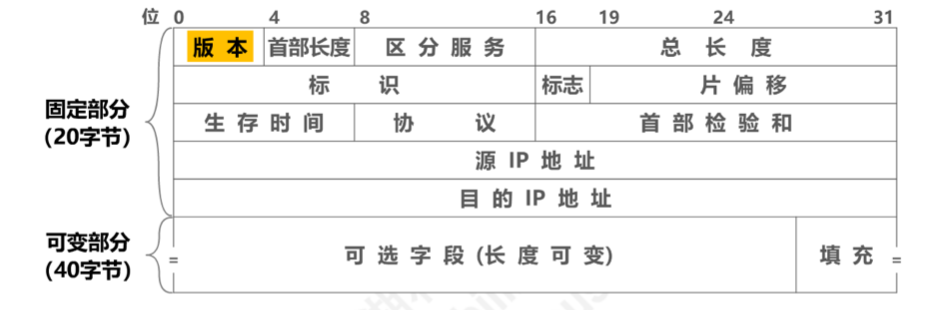 位 0 4 8 16 19 24 31
版本 首部长度 区分服务 总长度
标识 标志 片偏移
固定部分
(20字节)
生存时间 协议 首部检验和
源 IP 地址
目的 IP 地址
可变部分
(40字节)
= 可选字段 (长度可变) 填充 =